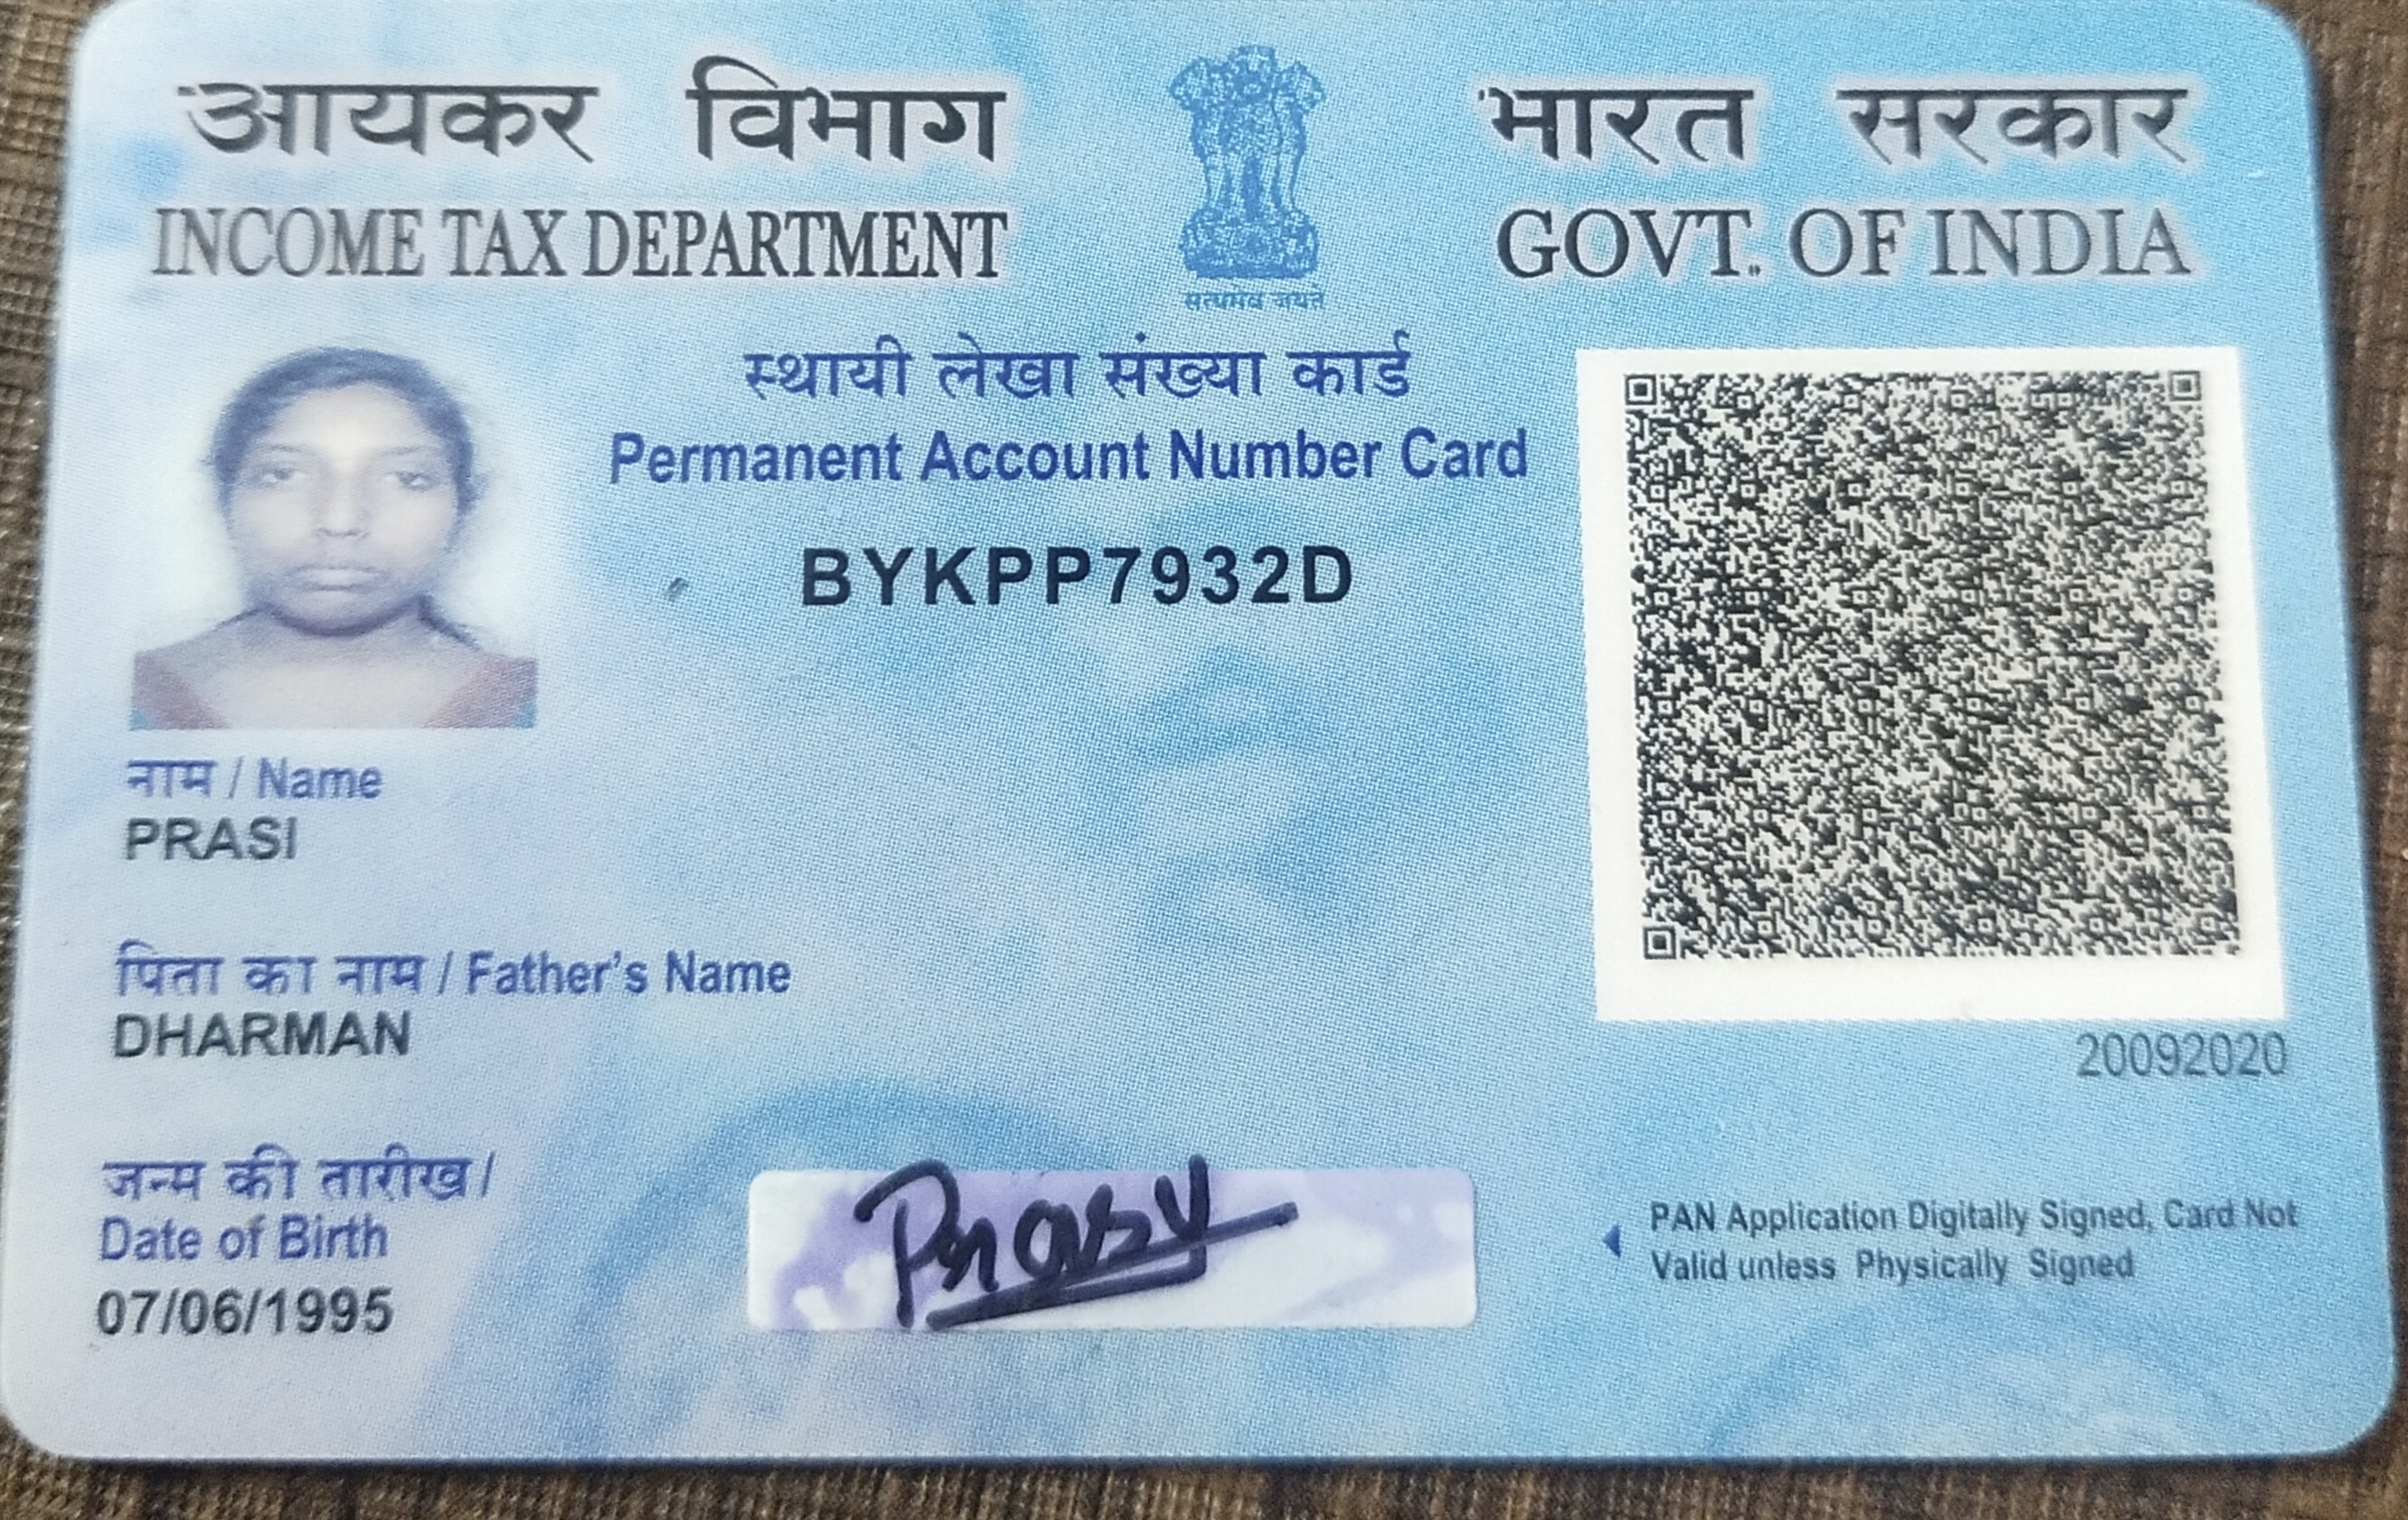 आयकर विभाग
INCOME TAX DEPARTMENT
सत्यमेव जयते
भारत सरकार
GOVT. OF INDIA
स्थायी लेखा संख्या कार्ड
Permanent Account Number Card
BYKPP7932D
नाम / Name
PRASI
पिता का नाम / Father's Name
DHARMAN
20092020
जन्म की तारीख /
Date of Birth
07/06/1995
Prasy
PAN Application Digitally Signed, Card Not
Valid unless Physically Signed